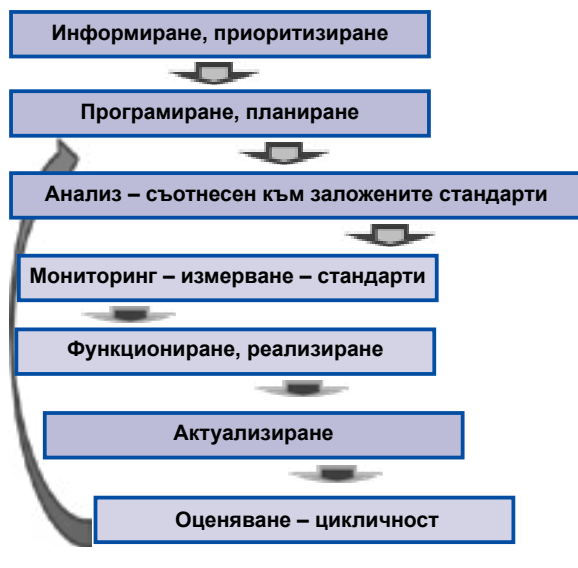 Информиране, приоритизиране
Програмиране, планиране
Анализ – съотнесен към заложените стандарти
Мониторинг – измерване – стандарти
Функциониране, реализиране
Актуализиране
Оценяване – цикличност